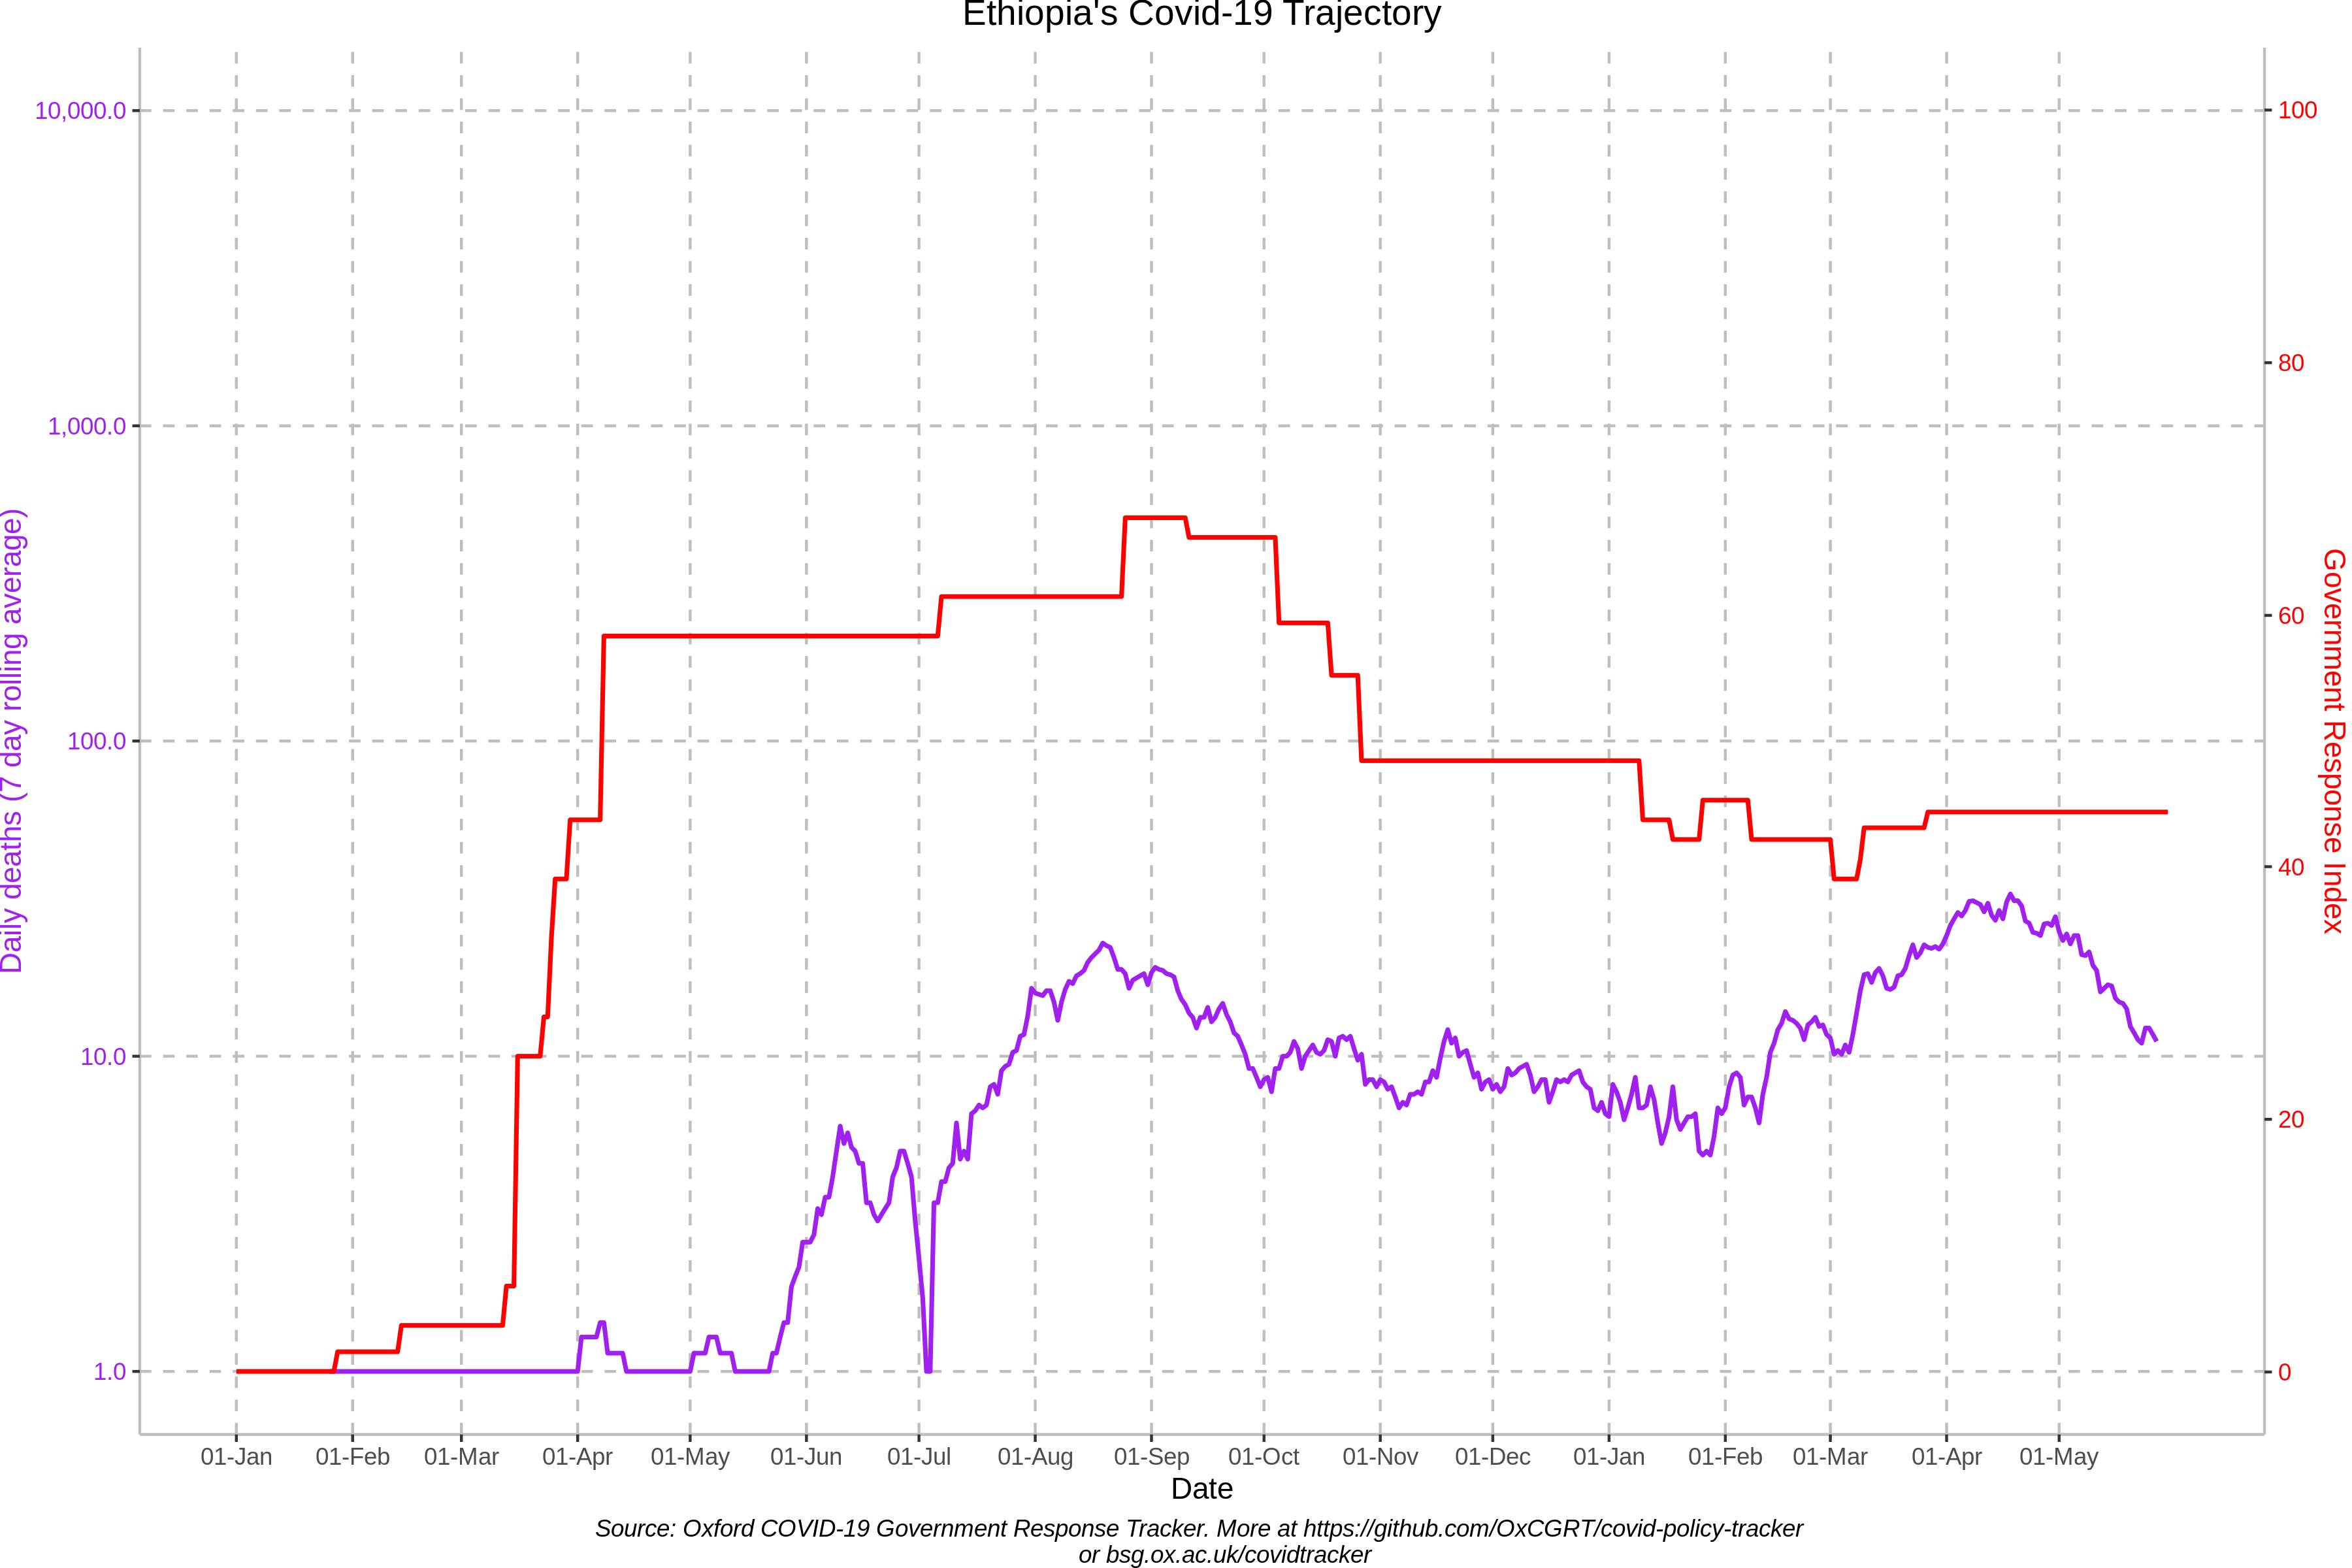 Ethiopia's Covid-19 Trajectory
10,000.0
1,000.0
100.0
10.0
1.0
Daily deaths (7 day rolling average)
100
80
60
40
20
0
Government Response Index
01-Jan 01-Feb 01-Mar 01-Apr 01-May 01-Jun 01-Jul 01-Aug 01-Sep 01-Oct 01-Nov 01-Dec 01-Jan 01-Feb 01-Mar 01-Apr 01-May
Date
Source: Oxford COVID-19 Government Response Tracker. More at https://github.com/OxCGRT/covid-policy-tracker
or bsg.ox.ac.uk/covidtracker